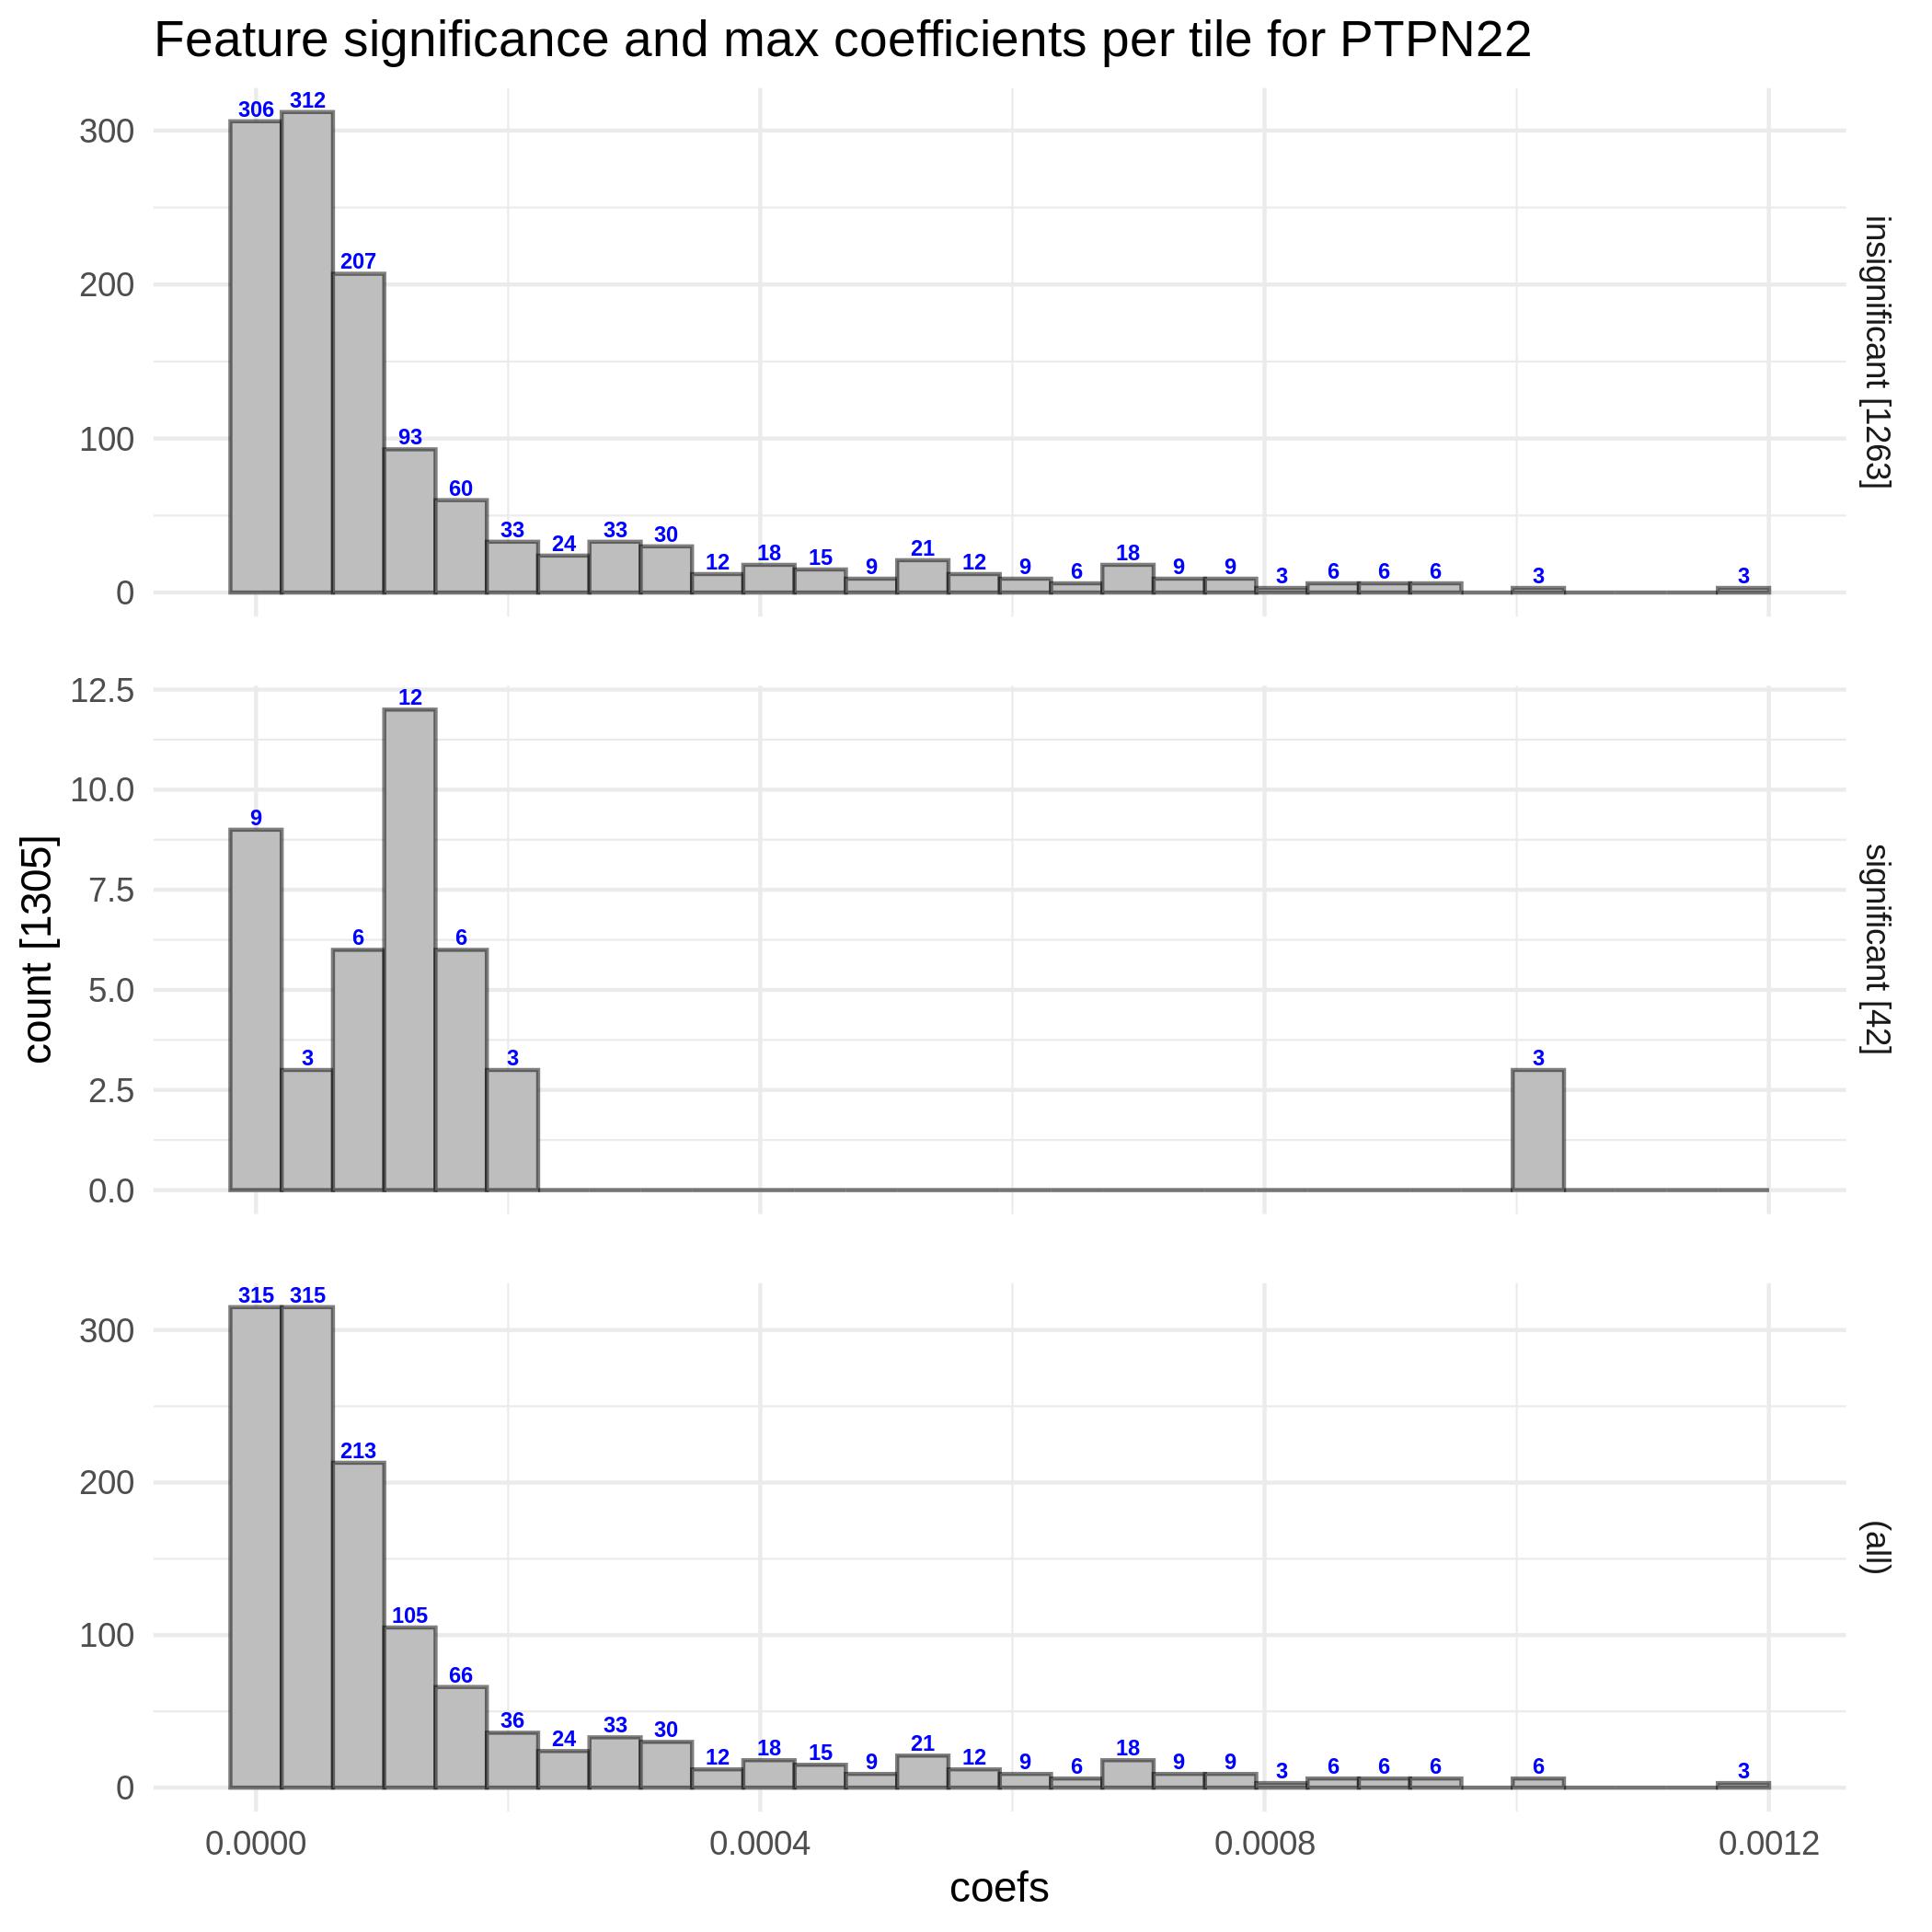 Feature significance and max coefficients per tile for PTPN22
count [1305]
300
200
100
0
306 312 207 93 60 33 24 33 30 12 18 15 9 21 12 9 6 18 9 9 3 6 6 6 3 3
insignificant [1263]
12.5
10.0
7.5
5.0
2.5
0.0
9 3 6 12 6 3 3
significant [42]
300
200
100
0
315 315 213 105 66 36 24 33 30 12 18 15 9 21 12 9 6 18 9 9 3 6 6 6 6 3
(all)
0.0000 0.0004 0.0008 0.0012
coefs